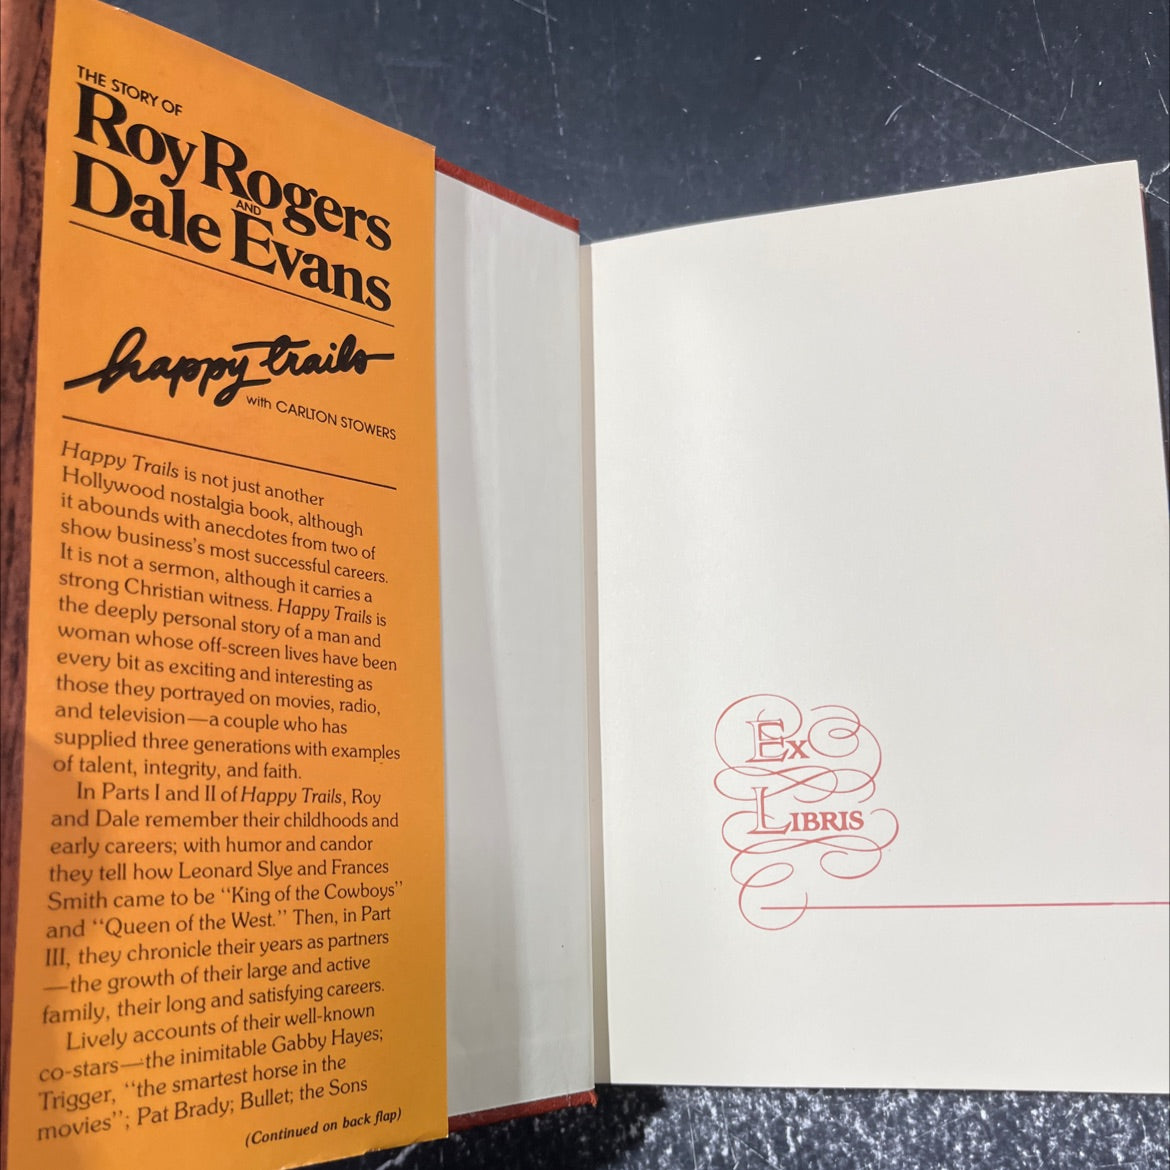 THE STORY OF
Roy Rogers
AND
Dale Evans
happy trails
with CARLTON STOWERS
Happy Trails is not just another
Hollywood nostalgia book, although
it abounds with anecdotes from two of
show business's most successful careers.
It is not a sermon, although it carries a
strong Christian witness. Happy Trails is
the deeply personal story of a man and
woman whose off-screen lives have been
every bit as exciting and interesting as
those they portrayed on movies, radio,
and television—a couple who has
supplied three generations with examples
of talent, integrity, and faith.
In Parts I and II of Happy Trails, Roy
and Dale remember their childhoods and
early careers; with humor and candor
they tell how Leonard Slye and Frances
Smith came to be “King of the Cowboys”
and “Queen of the West.” Then, in Part
III, they chronicle their years as partners
—the growth of their large and active
family, their long and satisfying careers.
Lively accounts of their well-known
co-stars—the inimitable Gabby Hayes;
Trigger, “the smartest horse in the
movies”; Pat Brady; Bullet; the Sons
(Continued on back flap)
EX
LIBRIS